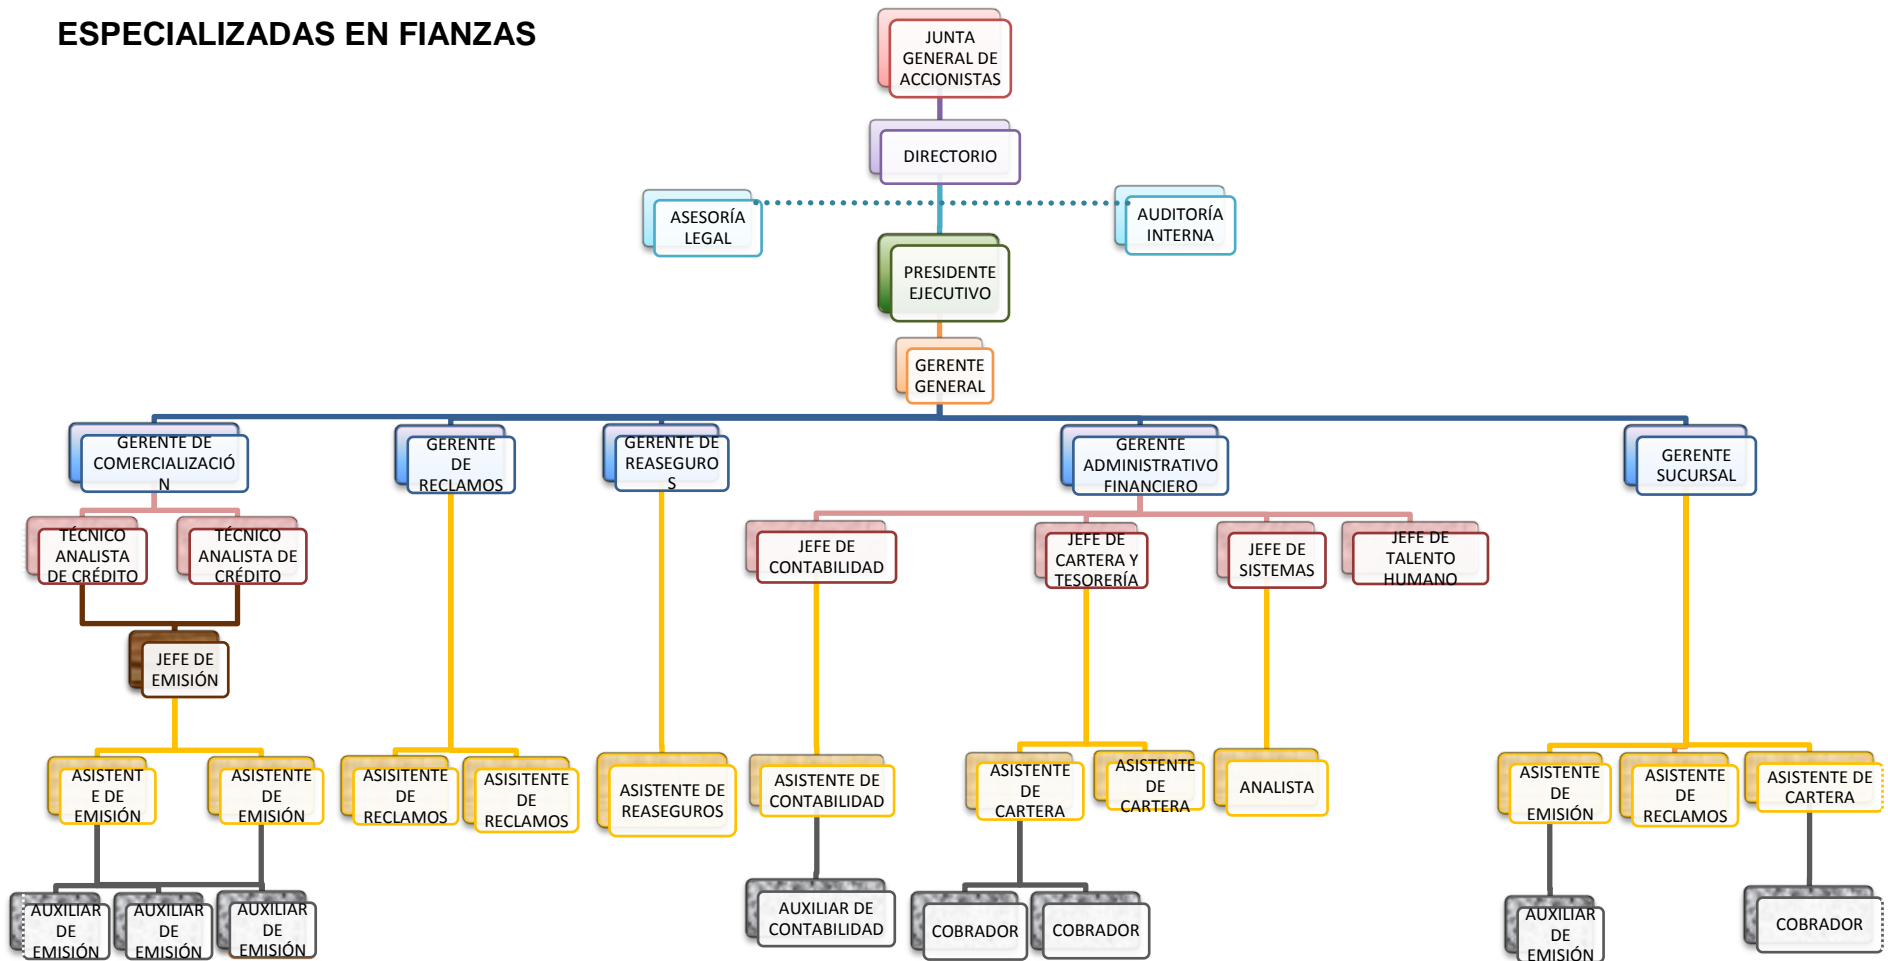 ESPECIALIZADAS EN FIANZAS
JUNTA
GENERAL DE
ACCIONISTAS
DIRECTORIO
ASESORÍA
LEGAL
AUDITORÍA
INTERNA
PRESIDENTE
EJECUTIVO
GERENTE
GENERAL
GERENTE DE
COMERCIALIZACIÓ
N
GERENTE
DE
RECLAMOS
GERENTE DE
REASEGURO
S
GERENTE
ADMINISTRATIVO
FINANCIERO
GERENTE
SUCURSAL
TÉCNICO
ANALISTA
DE CRÉDITO
TÉCNICO
ANALISTA DE
CRÉDITO
JEFE DE
CONTABILIDAD
JEFE DE
CARTERA Y
TESORERÍA
JEFE DE
SISTEMAS
JEFE DE
TALENTO
HUMANO
JEFE DE
EMISIÓN
ASISTENT
E DE
EMISIÓN
ASISTENTE
DE
EMISIÓN
ASISITENTE
DE
RECLAMOS
ASISITENTE
DE
RECLAMOS
ASISTENTE DE
REASEGUROS
ASISTENTE DE
CONTABILIDAD
ASISTENTE
DE
CARTERA
ASISTENTE
DE
CARTERA
ANALISTA
ASISTENTE
DE
EMISIÓN
ASISTENTE
DE
RECLAMOS
ASISTENTE DE
CARTERA
AUXILIAR
DE
EMISIÓN
AUXILIAR
DE
EMISIÓN
AUXILIAR
DE
EMISIÓN
AUXILIAR DE
CONTABILIDAD
COBRADOR
COBRADOR
AUXILIAR
DE
EMISIÓN
COBRADOR